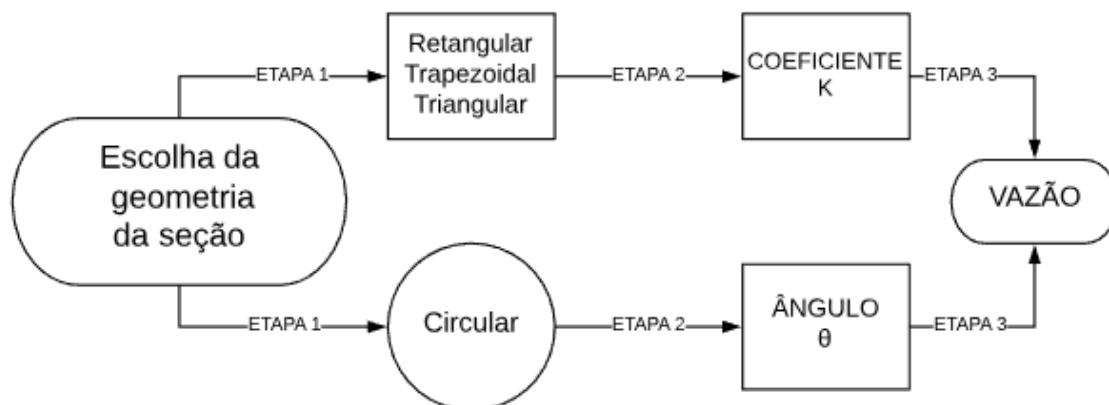 Escolha da
geometria
da seção
ETAPA 1
Retangular
Trapezoidal
Triangular
ETAPA 2
COEFICIENTE
K
ETAPA 3
VAZÃO
ETAPA 1
Circular
ETAPA 2
ÂNGULO
θ
ETAPA 3